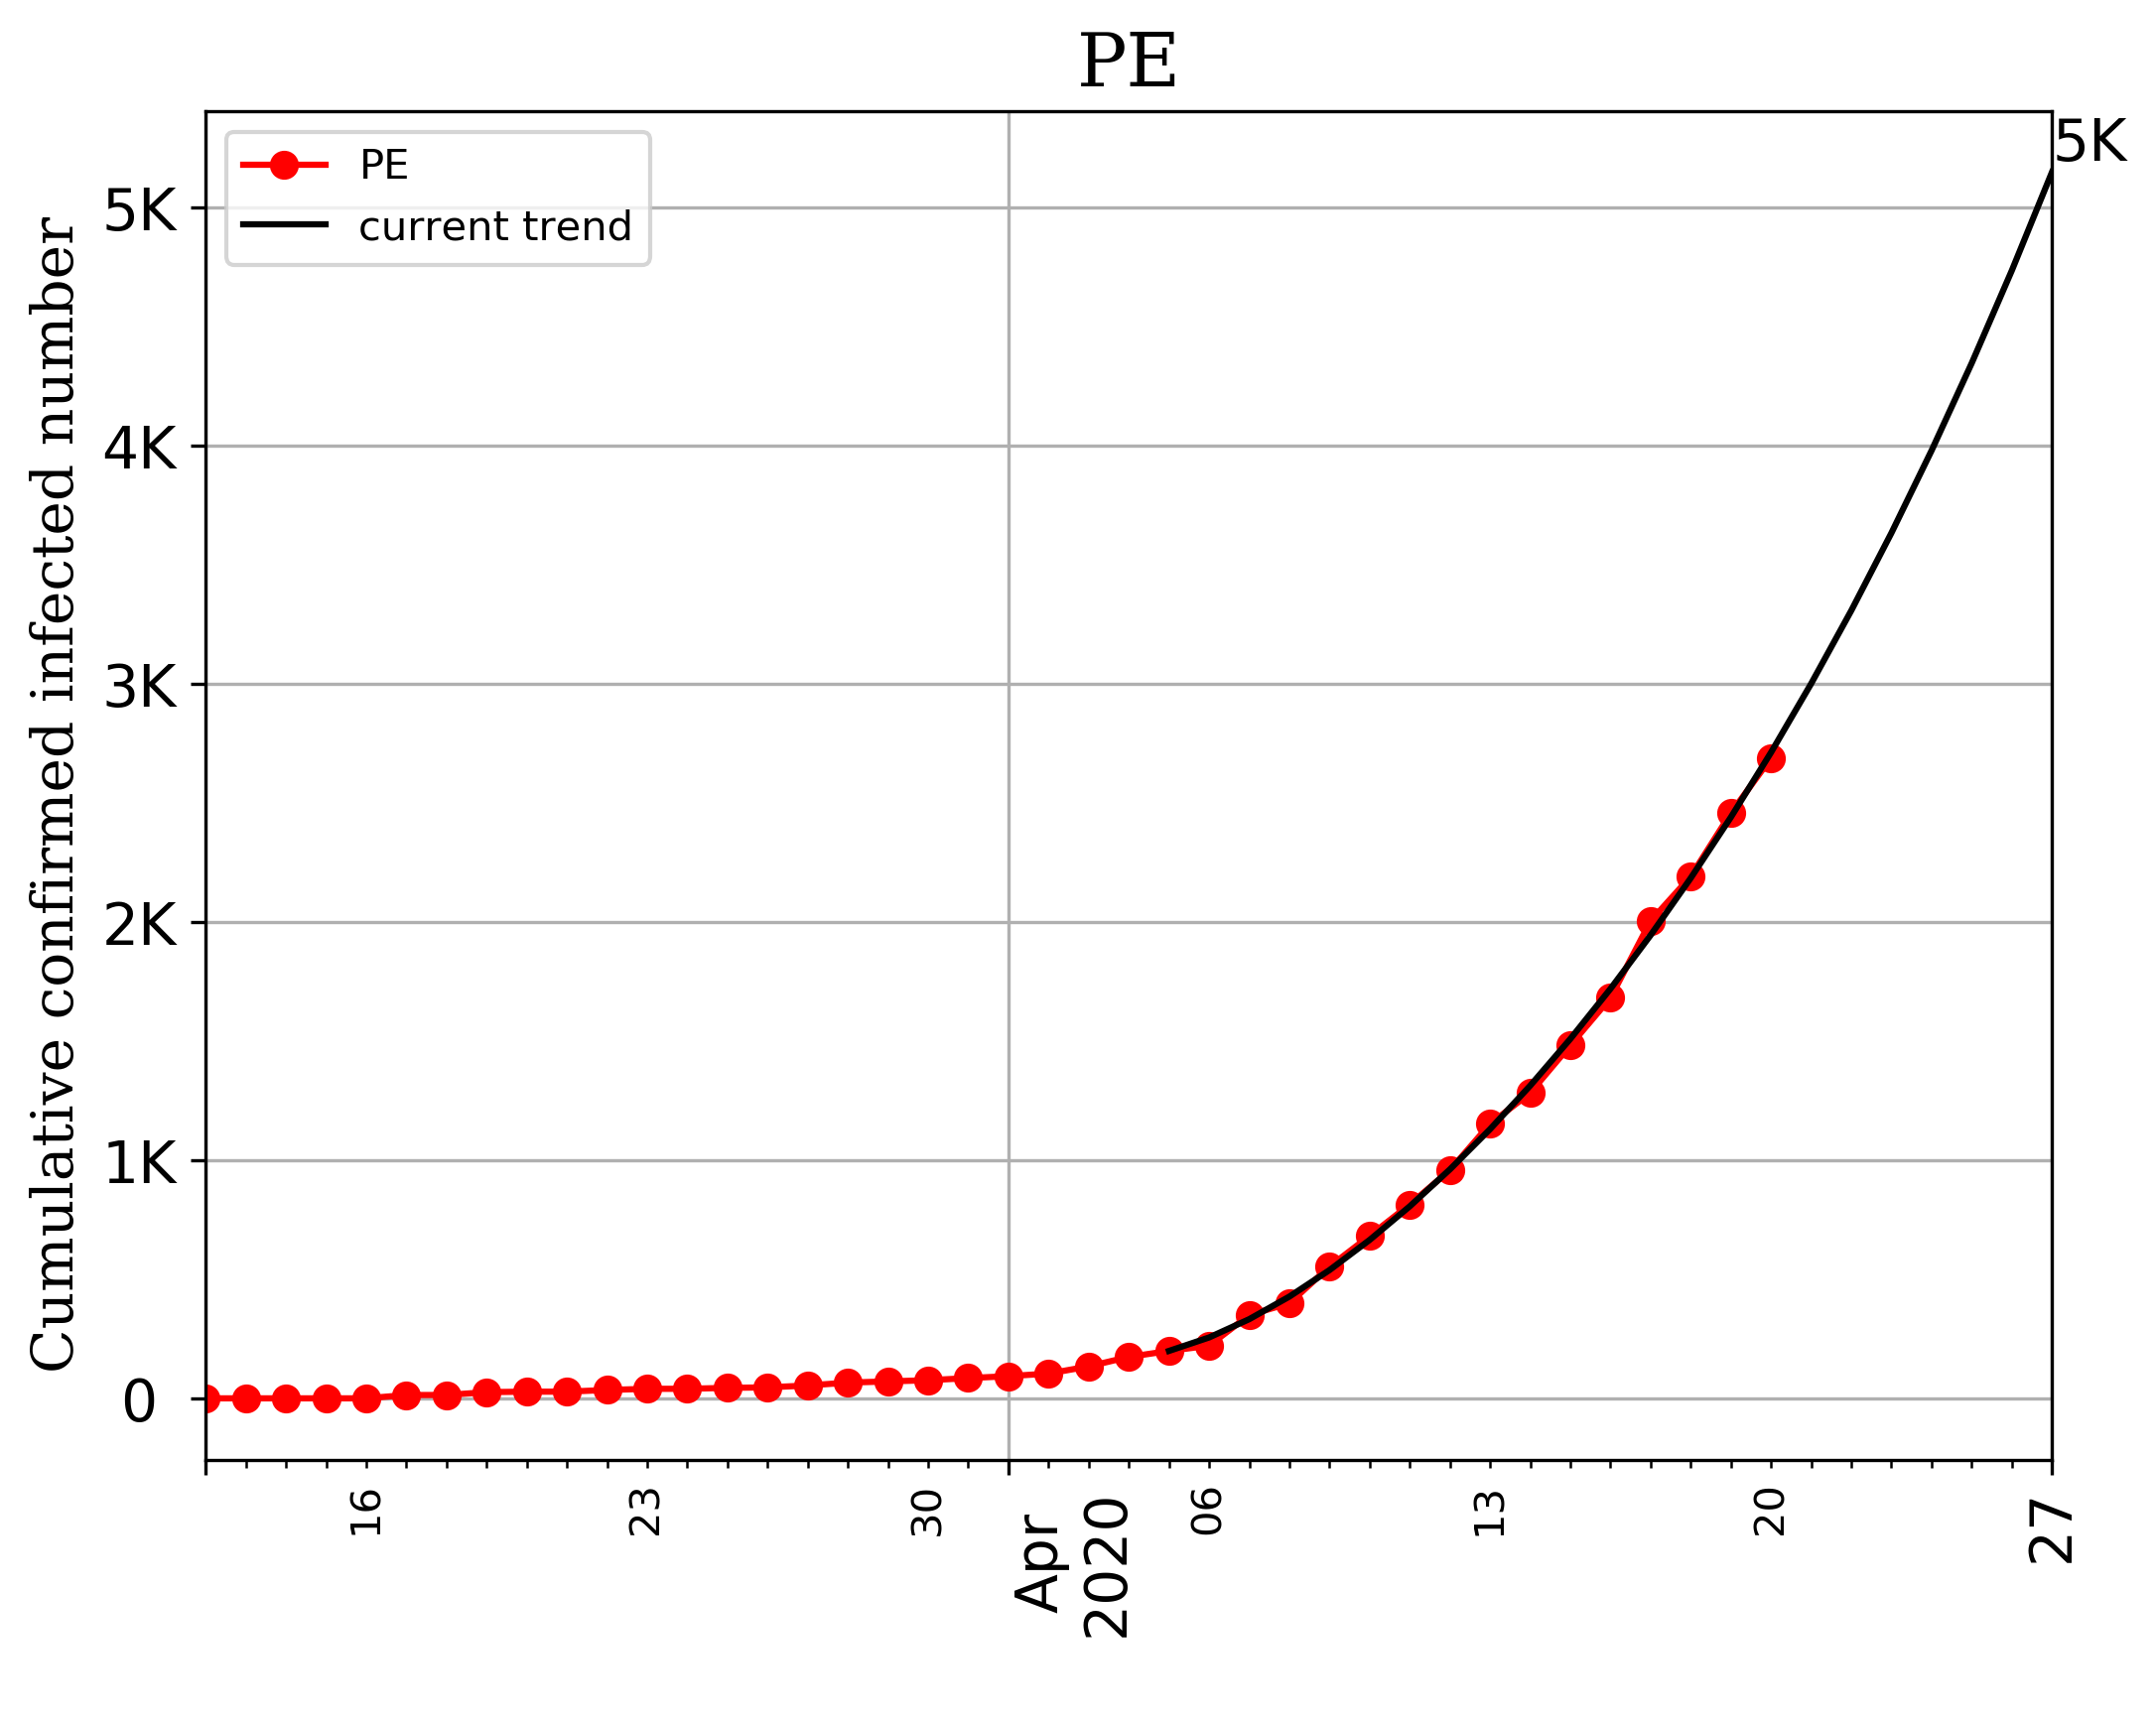 PE
5K
PE
current trend
5K
4K
3K
2K
1K
0
Cumulative confirmed infected number
16
23
30
Apr
2020
06
13
20
27